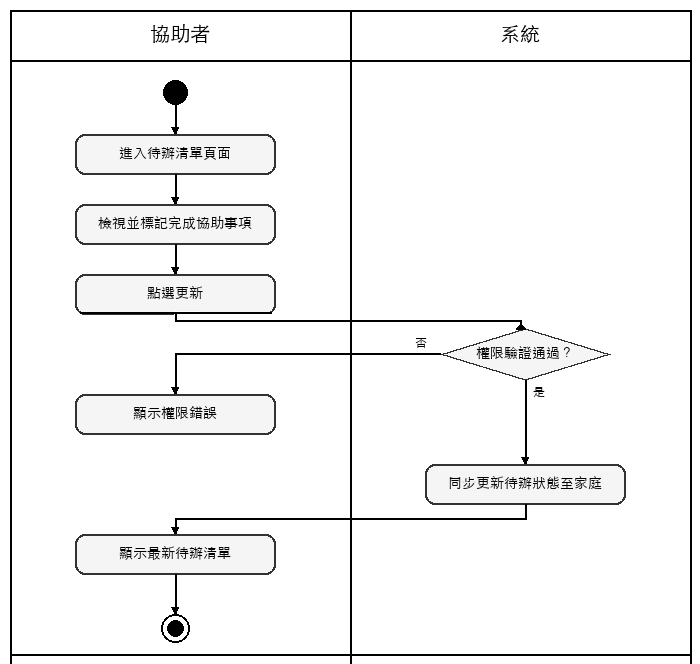 協助者
系統
進入待辦清單頁面
檢視並標記完成協助事項
點選更新
否
權限驗證通過？
是
顯示權限錯誤
同步更新待辦狀態至家庭
顯示最新待辦清單